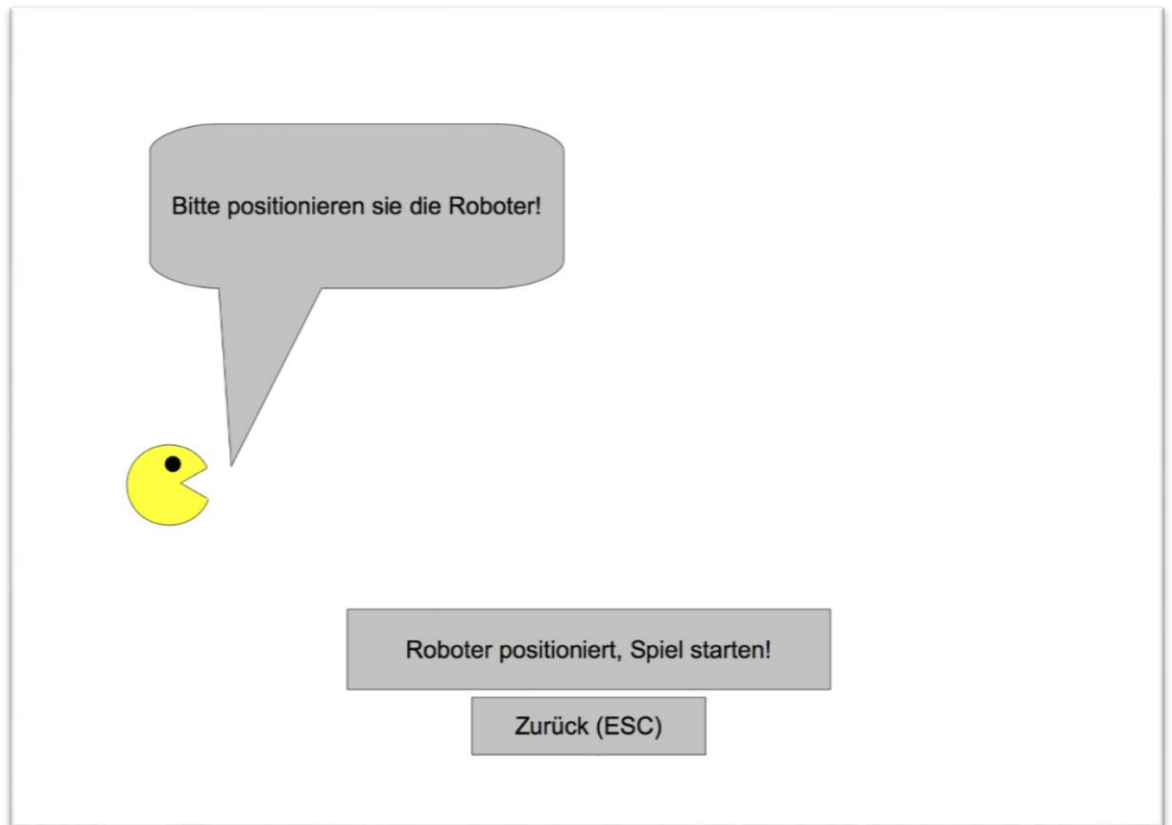 Bitte positionieren sie die Roboter!
Roboter positioniert, Spiel starten!
Zurück (ESC)